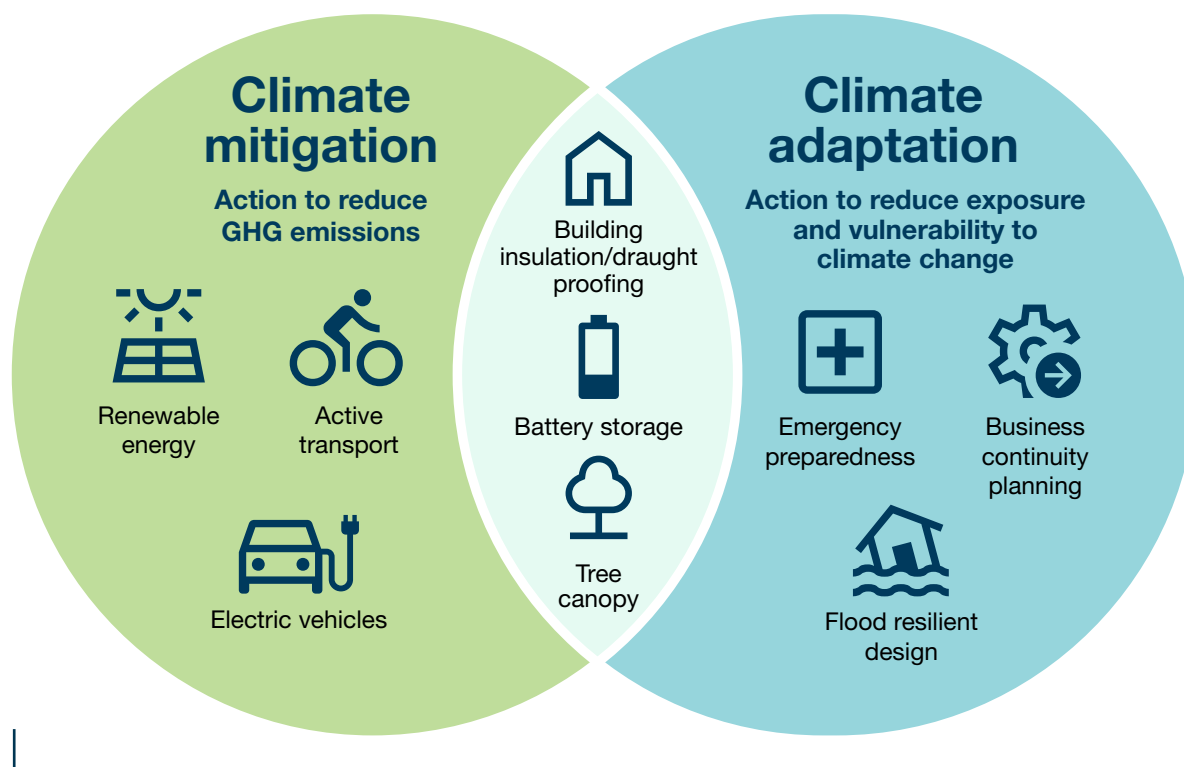 Climate
mitigation
Action to reduce
GHG emissions
Renewable
energy
Active
transport
Electric vehicles
Building
insulation/draught
proofing
Battery storage
Tree
canopy
Climate
adaptation
Action to reduce exposure
and vulnerability to
climate change
Emergency
preparedness
Business
continuity
planning
Flood resilient
design